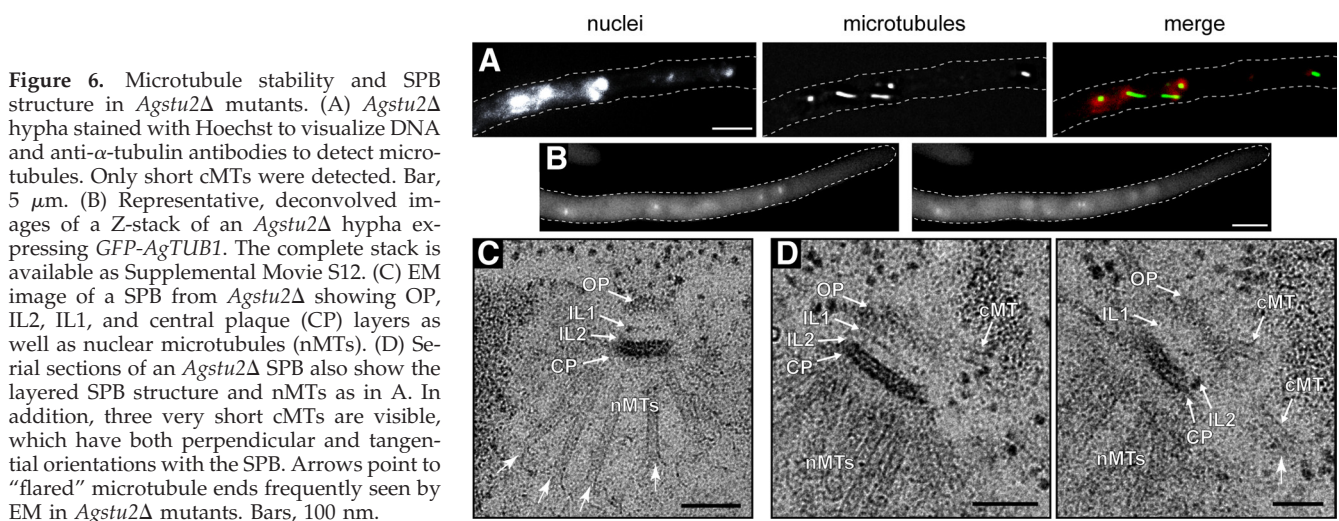 Figure 6. Microtubule stability and SPB
structure in Agstu2Δ mutants. (A) Agstu2Δ
hypha stained with Hoechst to visualize DNA
and anti-α-tubulin antibodies to detect micro-
tubules. Only short cMTs were detected. Bar,
5 μm. (B) Representative, deconvolved im-
ages of a Z-stack of an Agstu2Δ hypha ex-
pressing GFP-AgTUB1. The complete stack is
available as Supplemental Movie S12. (C) EM
image of a SPB from Agstu2Δ showing OP,
IL2, IL1, and central plaque (CP) layers as
well as nuclear microtubules (nMTs). (D) Se-
rial sections of an Agstu2Δ SPB also show the
layered SPB structure and nMTs as in A. In
addition, three very short cMTs are visible,
which have both perpendicular and tangen-
tial orientations with the SPB. Arrows point to
“flared” microtubule ends frequently seen by
EM in Agstu2Δ mutants. Bars, 100 nm.
nuclei
microtubules
merge
A
B
C
OP
IL1
IL2
CP
nMTs
D
OP
IL1
IL2
CP
cMT
nMTs
IL1
cMT
cMT
IL2
CP
nMTs